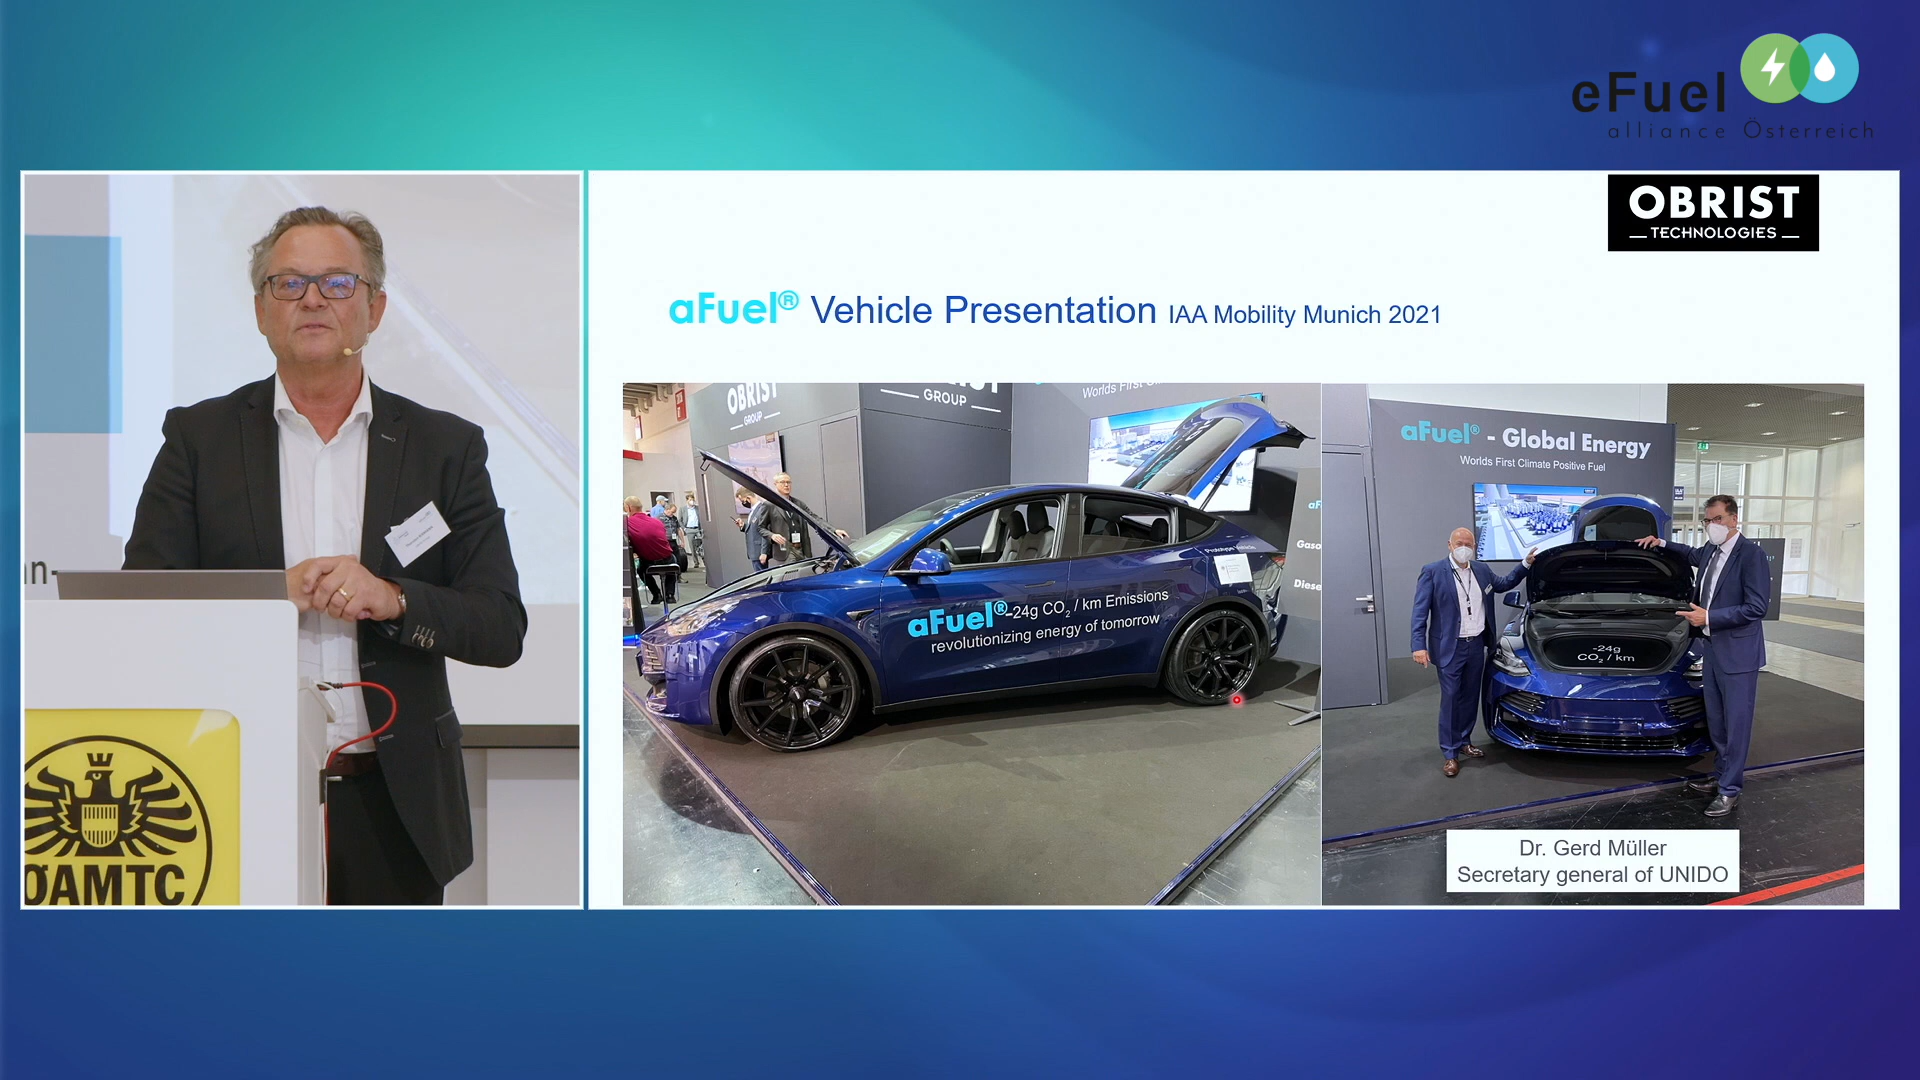 eFuel
alliance Österreich
OBRIST
TECHNOLOGIES
aFuel® Vehicle Presentation IAA Mobility Munich 2021
OBRIST
GROUP
GROUP
Worlds First
aFuel® -24g CO2 / km Emissions
revolutionizing energy of tomorrow
Prototype Vehicle
aFuel® - Global Energy
Worlds First Climate Positive Fuel
-24g
CO2 / km
Dr. Gerd Müller
Secretary general of UNIDO
ÖAMTC